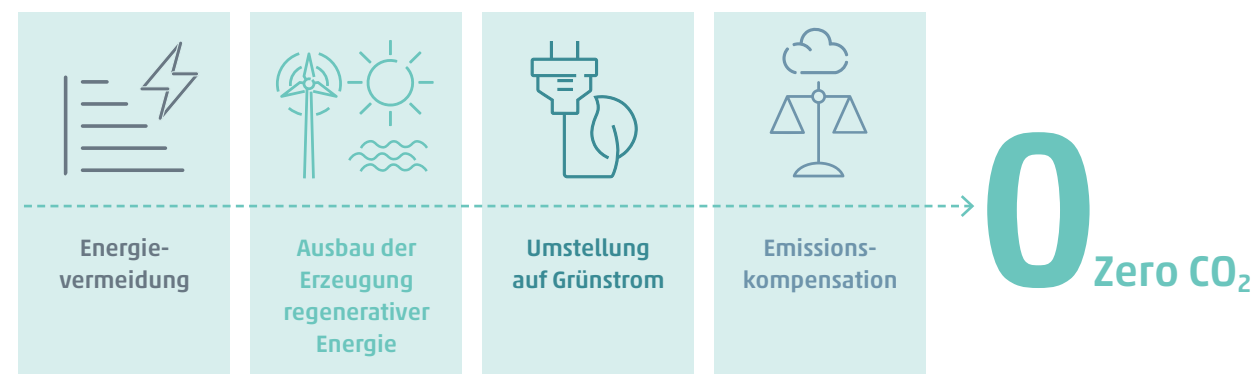 Energie-
vermeidung
Ausbau der
Erzeugung
regenerativer
Energie
Umstellung
auf Grünstrom
Emissions-
kompensation
0 Zero CO₂